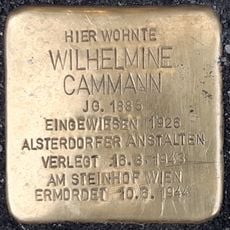 HIER WOHNTE
WILHELMINE
CAMMANN
JG. 1885
EINGEWIESEN 1926
ALSTERDORFER ANSTALTEN
VERLEGT 16.8.1943
AM STEINHOF WIEN
ERMORDET 10.6.1944